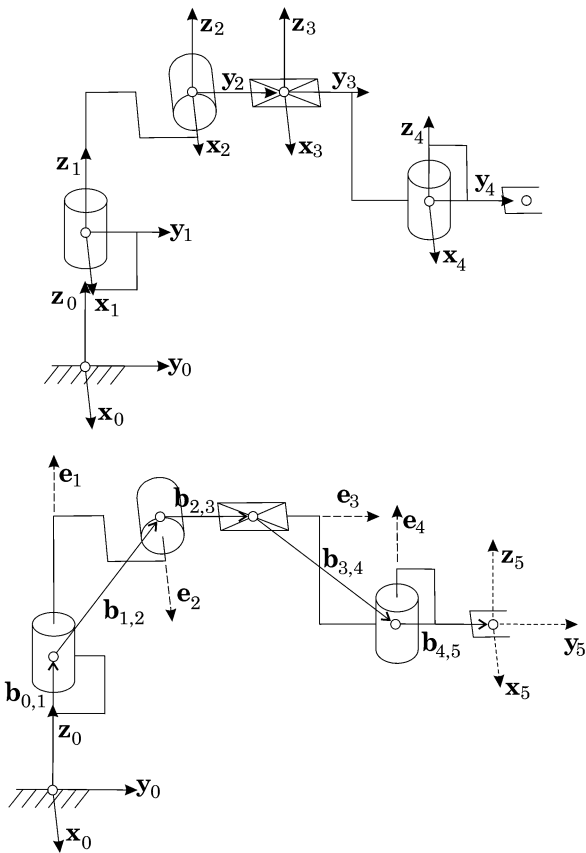 z₂ z₃
y₂ y₃
x₂ x₃
z₁ z₄
y₄
y₁
x₄
z₀ x₁
y₀
x₀
e₁
b₂,₃ e₃
e₄
z₅
b₃,₄
e₂
b₁,₂
b₄,₅ y₅
b₀,₁ x₅
z₀
y₀
x₀